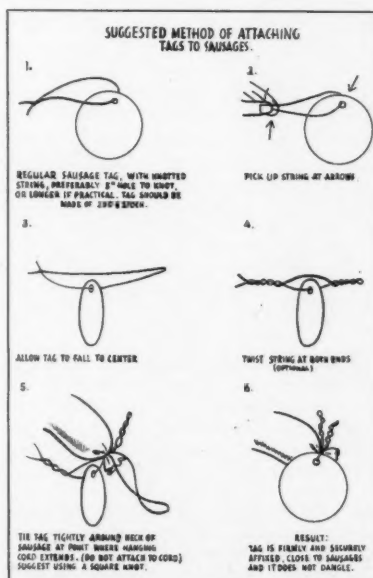 SUGGESTED METHOD OF ATTACHING
TAGS TO SAUSAGES.
1.
REGULAR SAUSAGE TAG, WITH KNOTTED
STRING, PREFERABLY 8" HOLE TO KNOT,
OR LONGER IF PRACTICAL. TAG SHOULD BE
MADE OF STOCK.
2.
PICK UP STRING AT ARROWS.
3.
ALLOW TAG TO FALL TO CENTER
4.
TWIST STRING AT BOTH ENDS
(OPTIONAL)
5.
TIE TAG TIGHTLY AROUND NECK OF
SAUSAGE AT POINT WHERE HANGING
CORD EXTENDS. (DO NOT ATTACH TO CORD.)
SUGGEST USING A SQUARE KNOT.
6.
RESULT:
TAG IS FIRMLY AND SECURELY
AFFIXED, CLOSE TO SAUSAGES
AND IT DOES NOT DANGLE.